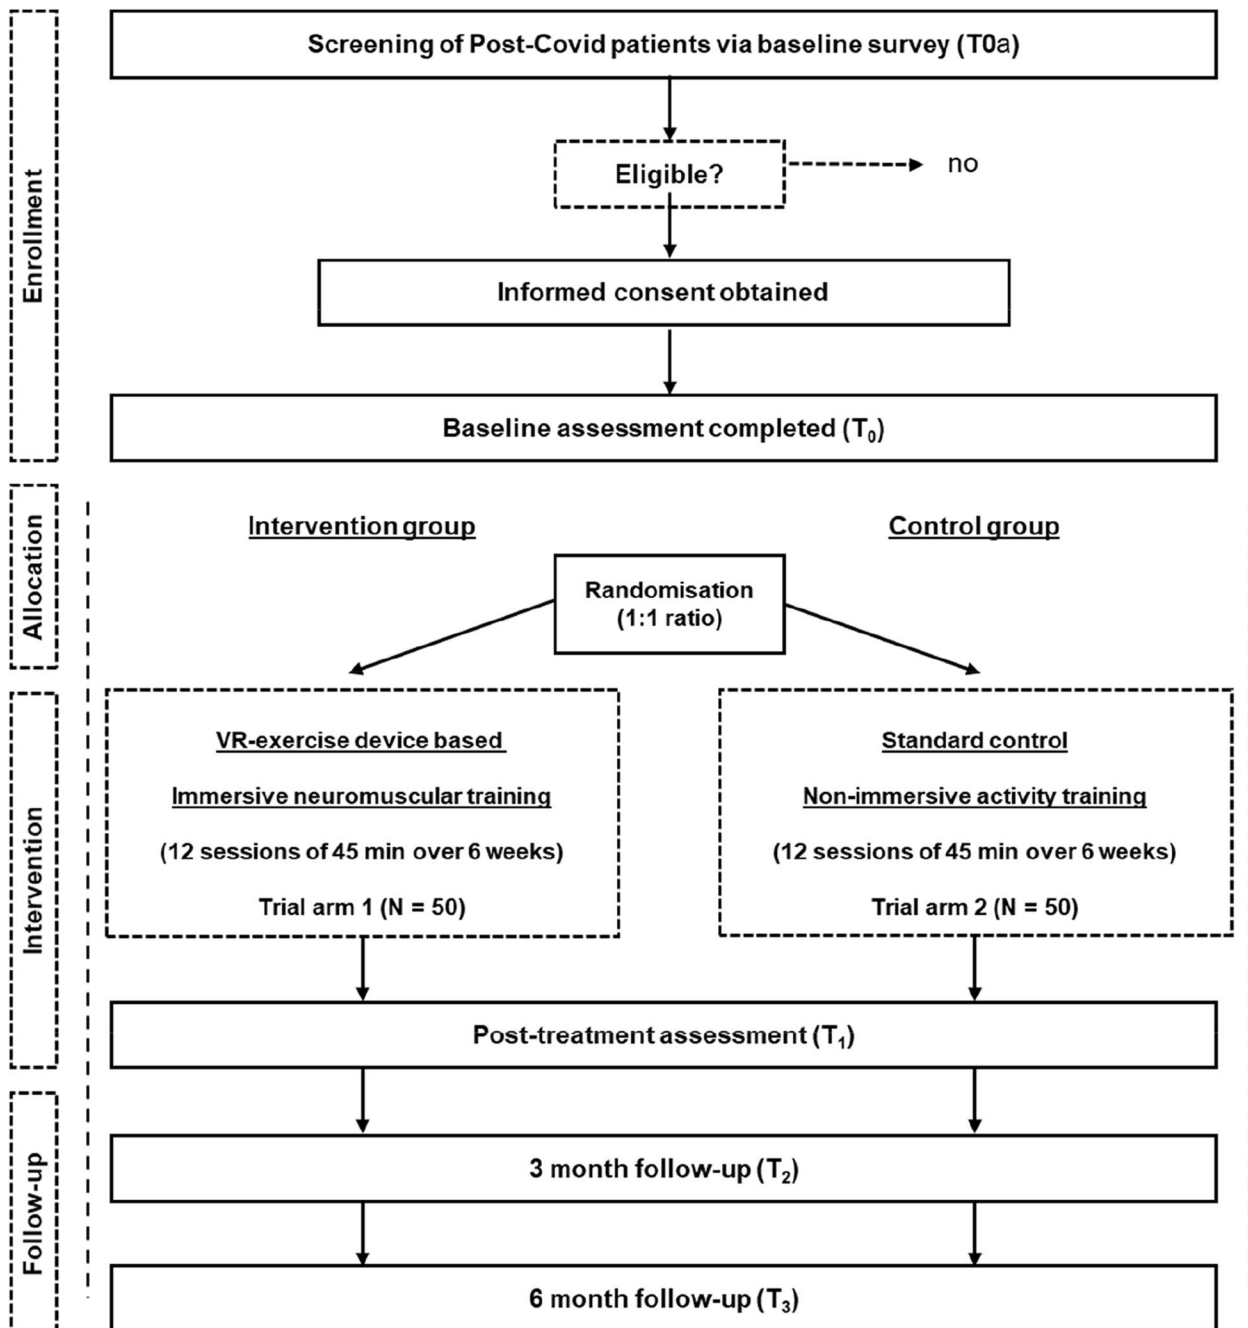 Enrollment
Screening of Post-Covid patients via baseline survey (T0a)
Eligible?
no
Informed consent obtained
Baseline assessment completed (T0)
Allocation
Intervention group
Control group
Randomisation
(1:1 ratio)
Intervention
VR-exercise device based
Immersive neuromuscular training
(12 sessions of 45 min over 6 weeks)
Trial arm 1 (N = 50)
Standard control
Non-immersive activity training
(12 sessions of 45 min over 6 weeks)
Trial arm 2 (N = 50)
Post-treatment assessment (T1)
Follow-up
3 month follow-up (T2)
6 month follow-up (T3)